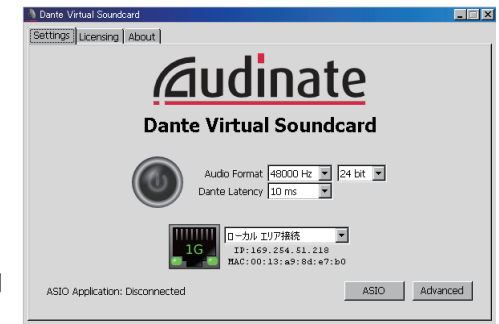 Dante Virtual Soundcard
Settings Licensing About
Audinate
Dante Virtual Soundcard
Audio Format 48000 Hz 24 bit
Dante Latency 10 ms
ローカル エリア接続
1G
IP:169.254.51.218
MAC:00:13:a9:8d:e7:b0
ASIO Application: Disconnected ASIO Advanced